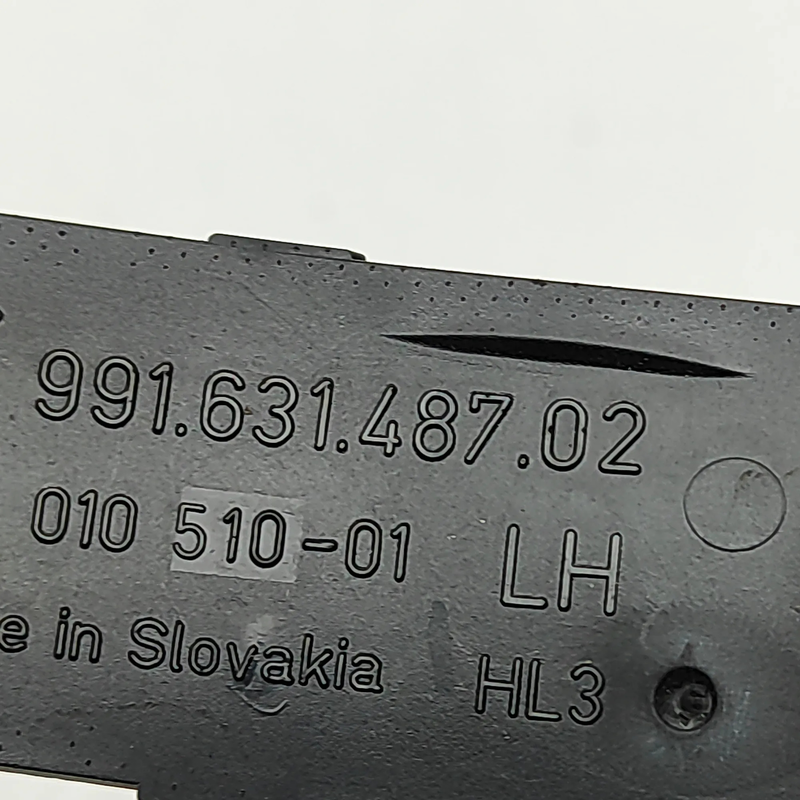 991.631.487.02
010 510-01 LH
e in Slovakia HL3